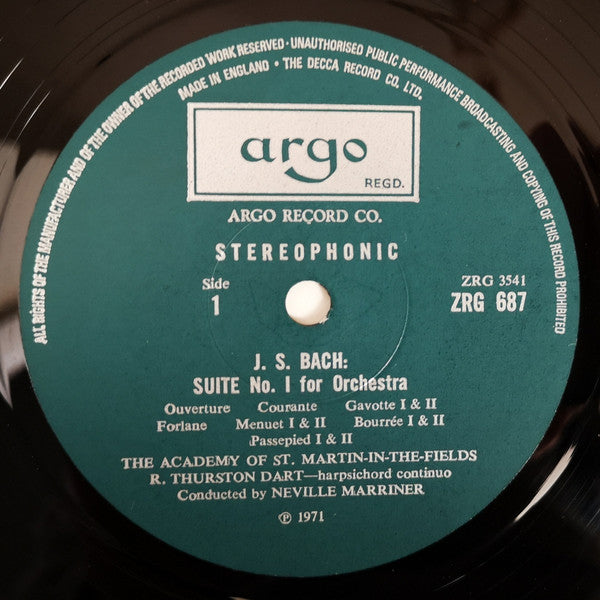 ALL RIGHTS OF THE MANUFACTURER AND OF THE OWNER OF THE RECORDED WORK RESERVED · UNAUTHORISED PUBLIC PERFORMANCE BROADCASTING AND COPYING OF THIS RECORD PROHIBITED
MADE IN ENGLAND · THE DECCA RECORD CO. LTD.
argo
REGD.
ARGO RECORD CO.
STEREOPHONIC
Side
1
ZRG 3541
ZRG 687
J. S. BACH:
SUITE No. 1 for Orchestra
Ouverture Courante Gavotte I & II
Forlane Menuet I & II Bourrée I & II
Passepied I & II
THE ACADEMY OF ST. MARTIN-IN-THE-FIELDS
R. THURSTON DART—harpsichord continuo
Conducted by NEVILLE MARRINER
℗ 1971